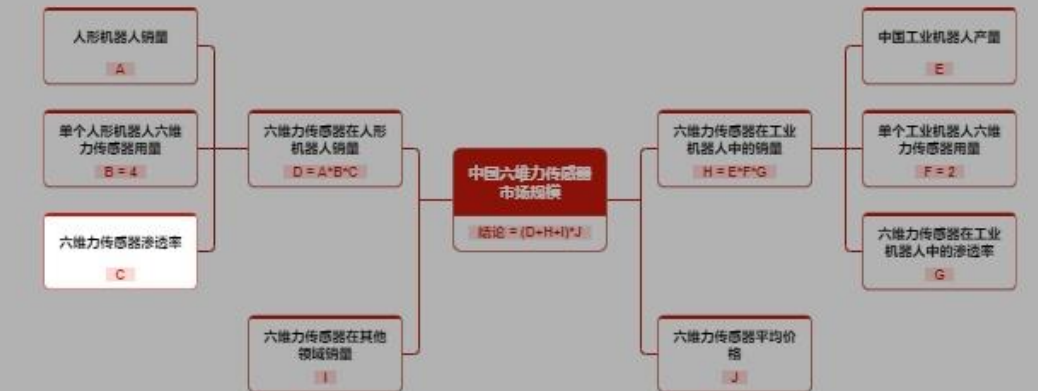 人形机器人销量
A
单个人形机器人六维
力传感器用量
B = 4
六维力传感器渗透率
C
六维力传感器在人形
机器人销量
D = A*B*C
六维力传感器在其他
领域销量
I
中国六维力传感器
市场规模
结论 = (D+H+I)*J
六维力传感器在工业
机器人中的销量
H = E*F*G
六维力传感器平均价
格
J
中国工业机器人产量
E
单个工业机器人六维
力传感器用量
F = 2
六维力传感器在工业
机器人中的渗透率
G